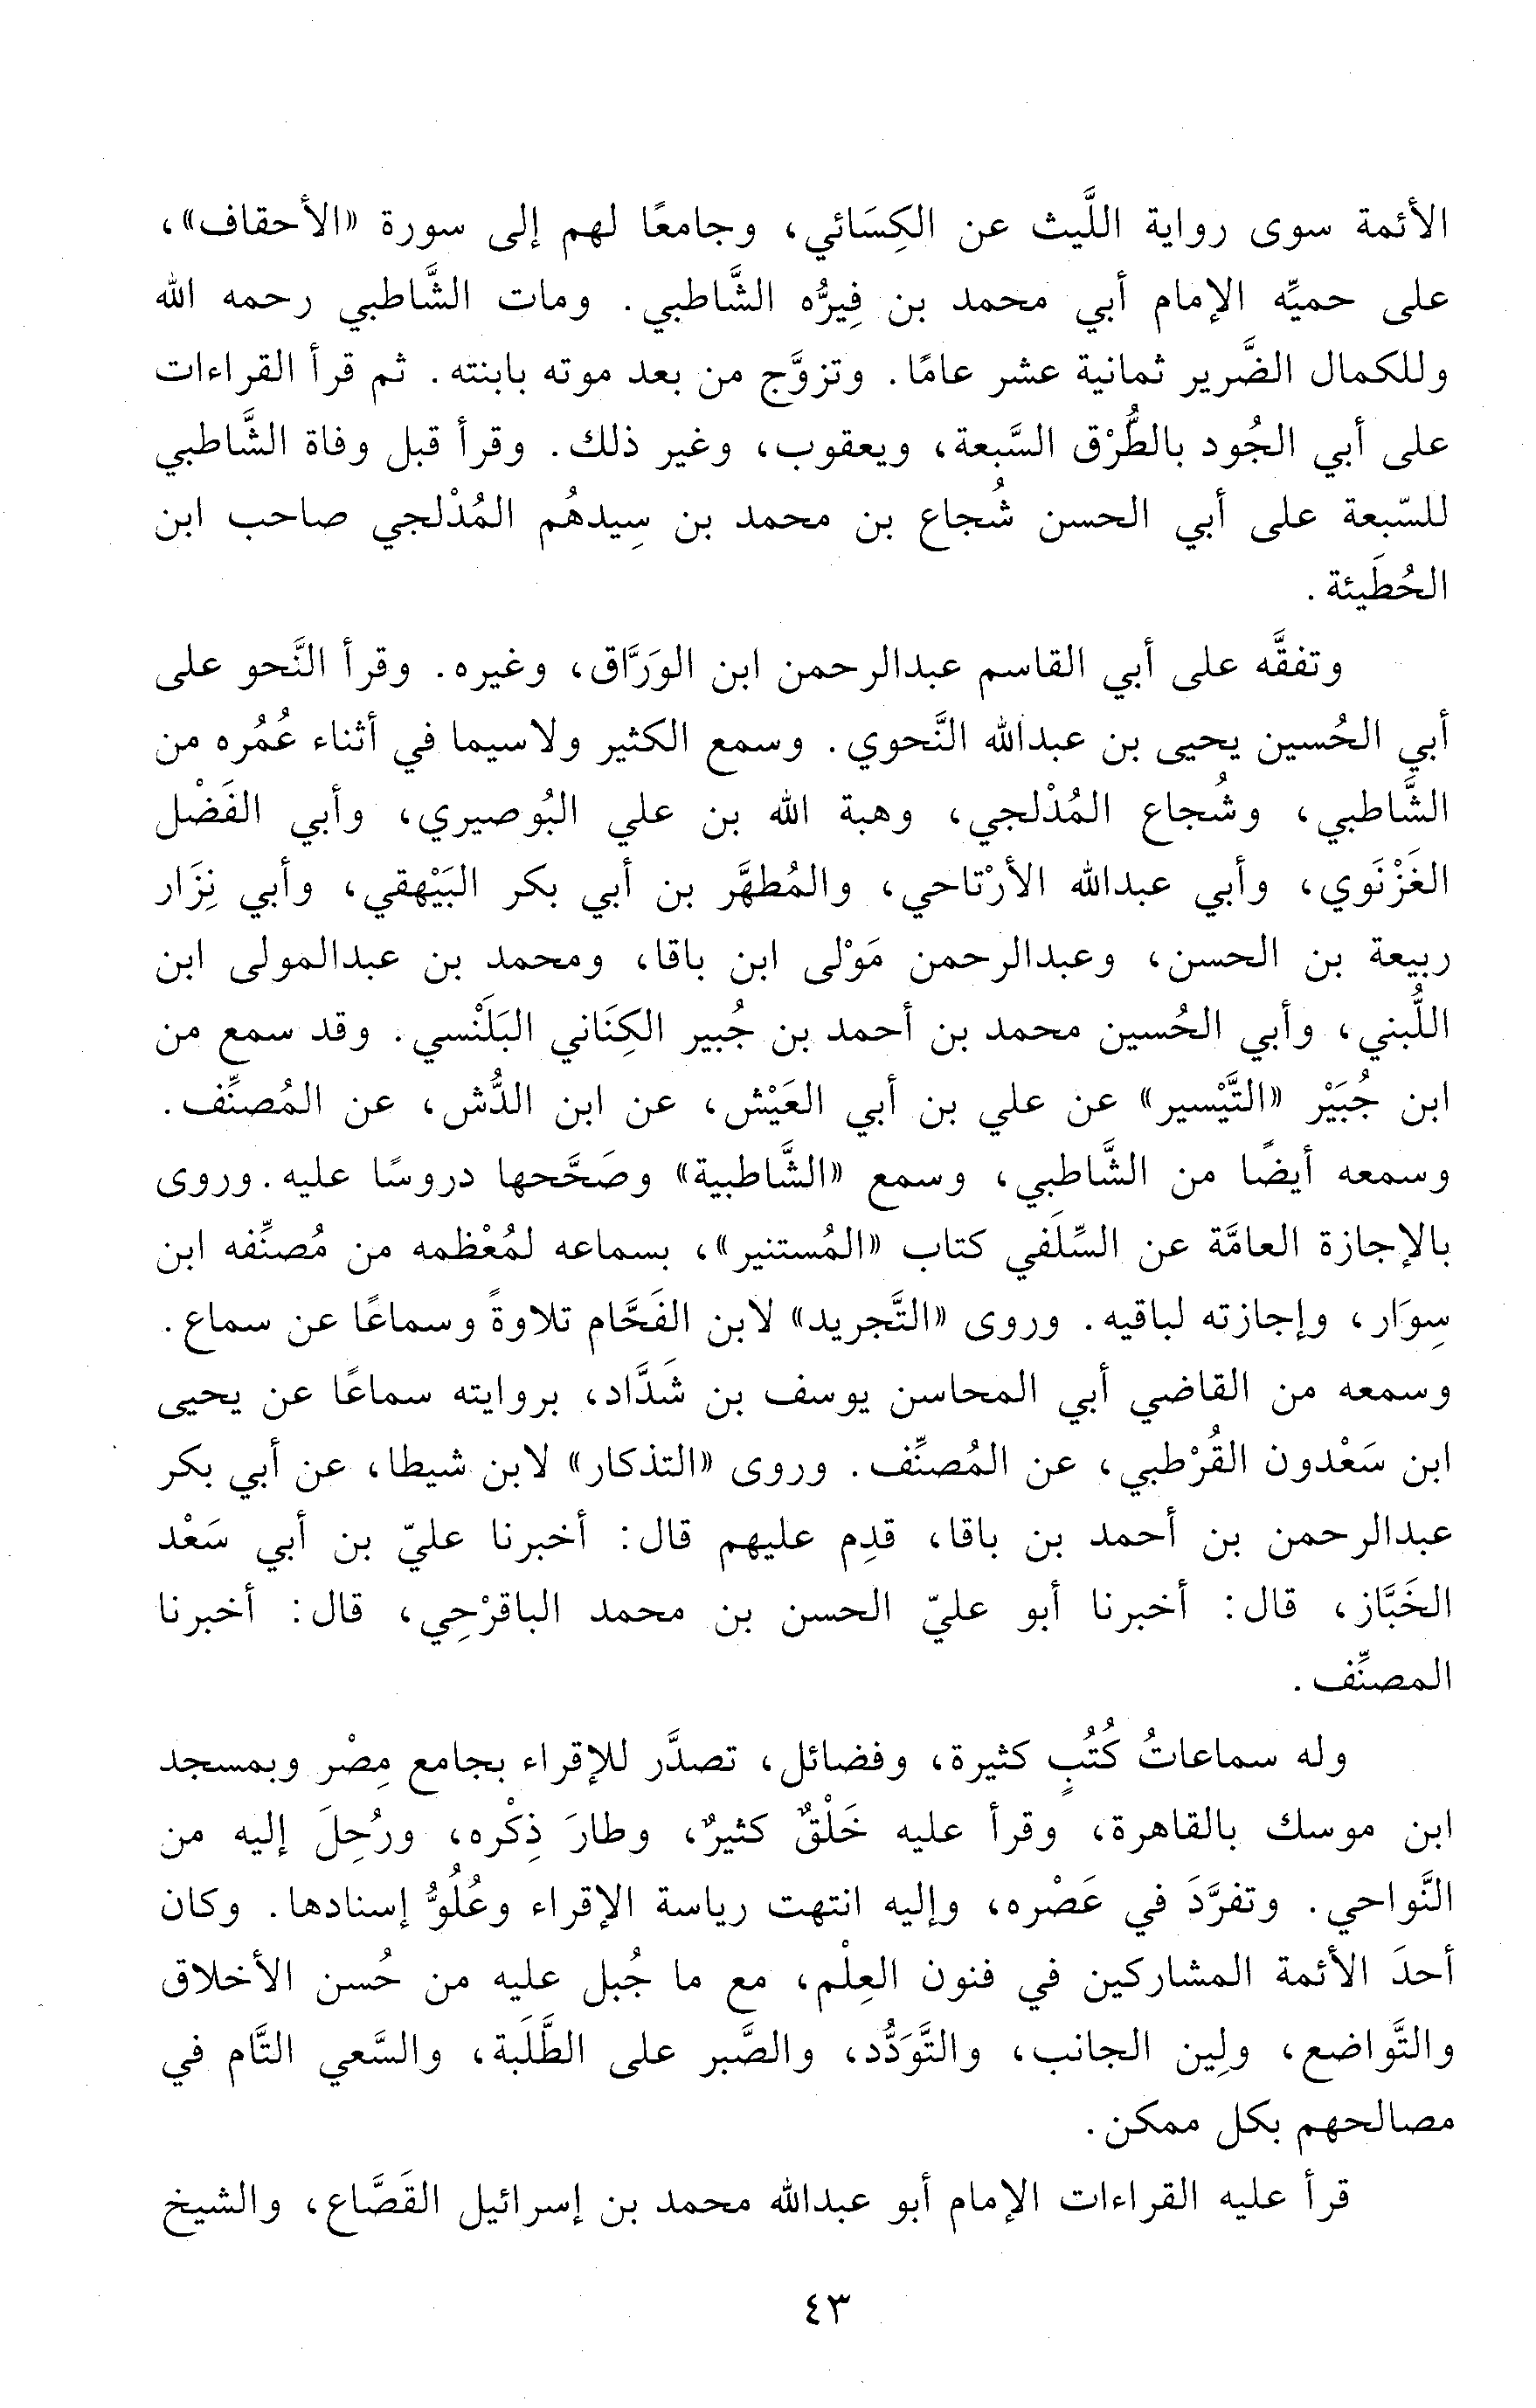 الأئمة سوى رواية اللَّيث عن الكِسَائي، وجامعًا لهم إلى سورة «الأحقاف»،
على حميِّه الإمام أبي محمد بن فِيرُّه الشَّاطبي. ومات الشَّاطبي رحمه الله
وللكمال الضَّرير ثمانية عشر عامًا. وتزوَّج من بعد موته بابنته. ثم قرأ القراءات
على أبي الجُود بالطُّرْق السَّبعة، ويعقوب، وغير ذلك. وقرأ قبل وفاة الشَّاطبي
للسّبعة على أبي الحسن شُجاع بن محمد بن سِيدهُم المُدْلجي صاحب ابن
الحُطَيئة.
وتفقَّه على أبي القاسم عبدالرحمن ابن الوَرَّاق، وغيره. وقرأ النَّحو على
أبي الحُسين يحيى بن عبدالله النَّحوي. وسمع الكثير ولاسيما في أثناء عُمُره من
الشَّاطبي، وشُجاع المُدْلجي، وهبة الله بن علي البُوصيري، وأبي الفَضْل
الغَزْنَوي، وأبي عبدالله الأرْتاحي، والمُطهَّر بن أبي بكر البَيْهقي، وأبي نِزَار
ربيعة بن الحسن، وعبدالرحمن مَوْلى ابن باقا، ومحمد بن عبدالمولى ابن
اللُّبني، وأبي الحُسين محمد بن أحمد بن جُبير الكِنَاني البَلَنْسي. وقد سمع من
ابن جُبَيْر «التَّيْسير» عن علي بن أبي العَيْش، عن ابن الدُّش، عن المُصنِّف.
وسمعه أيضًا من الشَّاطبي، وسمع «الشَّاطبية» وصَحَّحها دروسًا عليه. وروى
بالإجازة العامَّة عن السِّلَفي كتاب «المُستنير»، بسماعه لمُعْظمه من مُصنِّفه ابن
سِوَار، وإجازته لباقيه. وروى «التَّجريد» لابن الفَحَّام تلاوةً وسماعًا عن سماع.
وسمعه من القاضي أبي المحاسن يوسف بن شَدَّاد، بروايته سماعًا عن يحيى
ابن سَعْدون القُرْطبي، عن المُصنِّف. وروى «التذكار» لابن شيطا، عن أبي بكر
عبدالرحمن بن أحمد بن باقا، قدِم عليهم قال: أخبرنا عليّ بن أبي سَعْد
الخَبَّاز، قال: أخبرنا أبو عليّ الحسن بن محمد الباقرْحِي، قال: أخبرنا
المصنِّف.
وله سماعاتُ كُتُبٍ كثيرة، وفضائل، تصدَّر للإقراء بجامع مِصْر وبمسجد
ابن موسك بالقاهرة، وقرأ عليه خَلْقٌ كثيرٌ، وطارَ ذِكْره، ورُحِلَ إليه من
النَّواحي. وتفرَّدَ في عَصْره، وإليه انتهت رياسة الإقراء وعُلُوُّ إسنادها. وكان
أحدَ الأئمة المشاركين في فنون العِلْم، مع ما جُبل عليه من حُسن الأخلاق
والتَّواضع، ولِين الجانب، والتَّوَدُّد، والصَّبر على الطَّلَبة، والسَّعي التَّام في
مصالحهم بكل ممكن.
قرأ عليه القراءات الإمام أبو عبدالله محمد بن إسرائيل القَصَّاع، والشيخ
٤٣